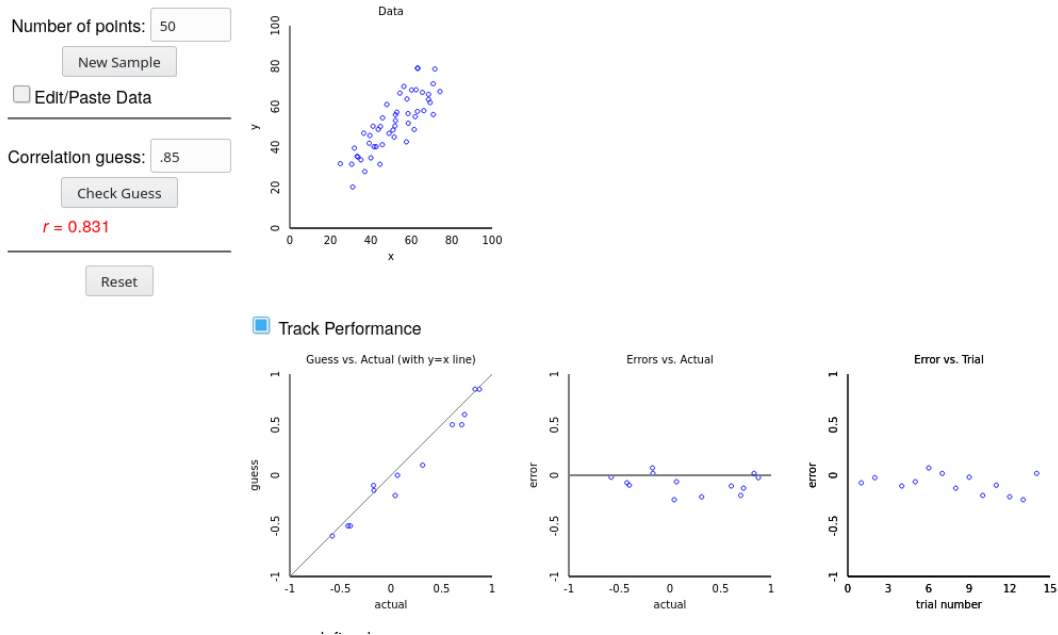 Number of points: 50
New Sample
Edit/Paste Data
Correlation guess: .85
Check Guess
r = 0.831
Reset
Data
100
80
60
40
20
0
y
0 20 40 60 80 100
x
Track Performance
Guess vs. Actual (with y=x line)
1
0.5
0
-0.5
-1
guess
-1 -0.5 0 0.5 1
actual
Errors vs. Actual
1
0.5
0
-0.5
-1
error
-1 -0.5 0 0.5 1
actual
Error vs. Trial
1
0.5
0
-0.5
-1
error
0 3 6 9 12 15
trial number